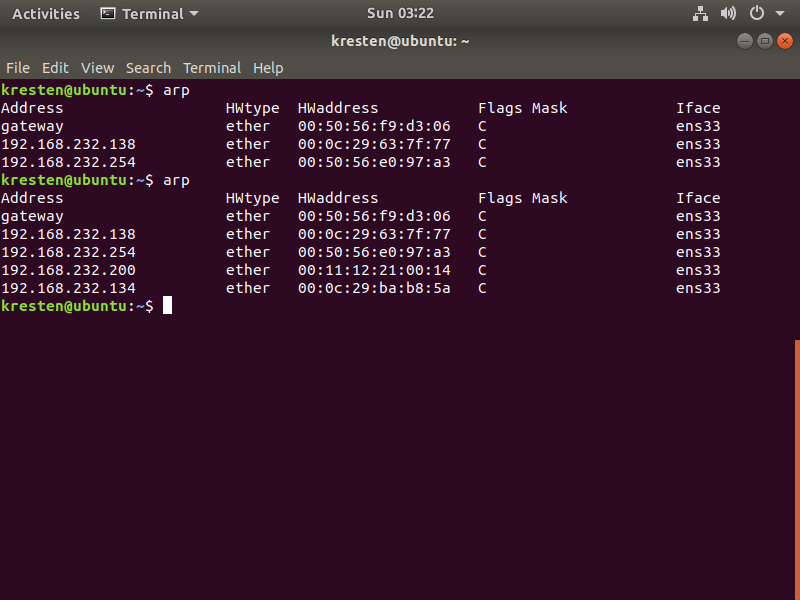 Activities Terminal Sun 03:22
kresten@ubuntu: ~
File Edit View Search Terminal Help
kresten@ubuntu:~$ arp
Address HWtype HWaddress Flags Mask Iface
gateway ether 00:50:56:f9:d3:06 C ens33
192.168.232.138 ether 00:0c:29:63:7f:77 C ens33
192.168.232.254 ether 00:50:56:e0:97:a3 C ens33
kresten@ubuntu:~$ arp
Address HWtype HWaddress Flags Mask Iface
gateway ether 00:50:56:f9:d3:06 C ens33
192.168.232.138 ether 00:0c:29:63:7f:77 C ens33
192.168.232.254 ether 00:50:56:e0:97:a3 C ens33
192.168.232.200 ether 00:11:12:21:00:14 C ens33
192.168.232.134 ether 00:0c:29:ba:b8:5a C ens33
kresten@ubuntu:~$